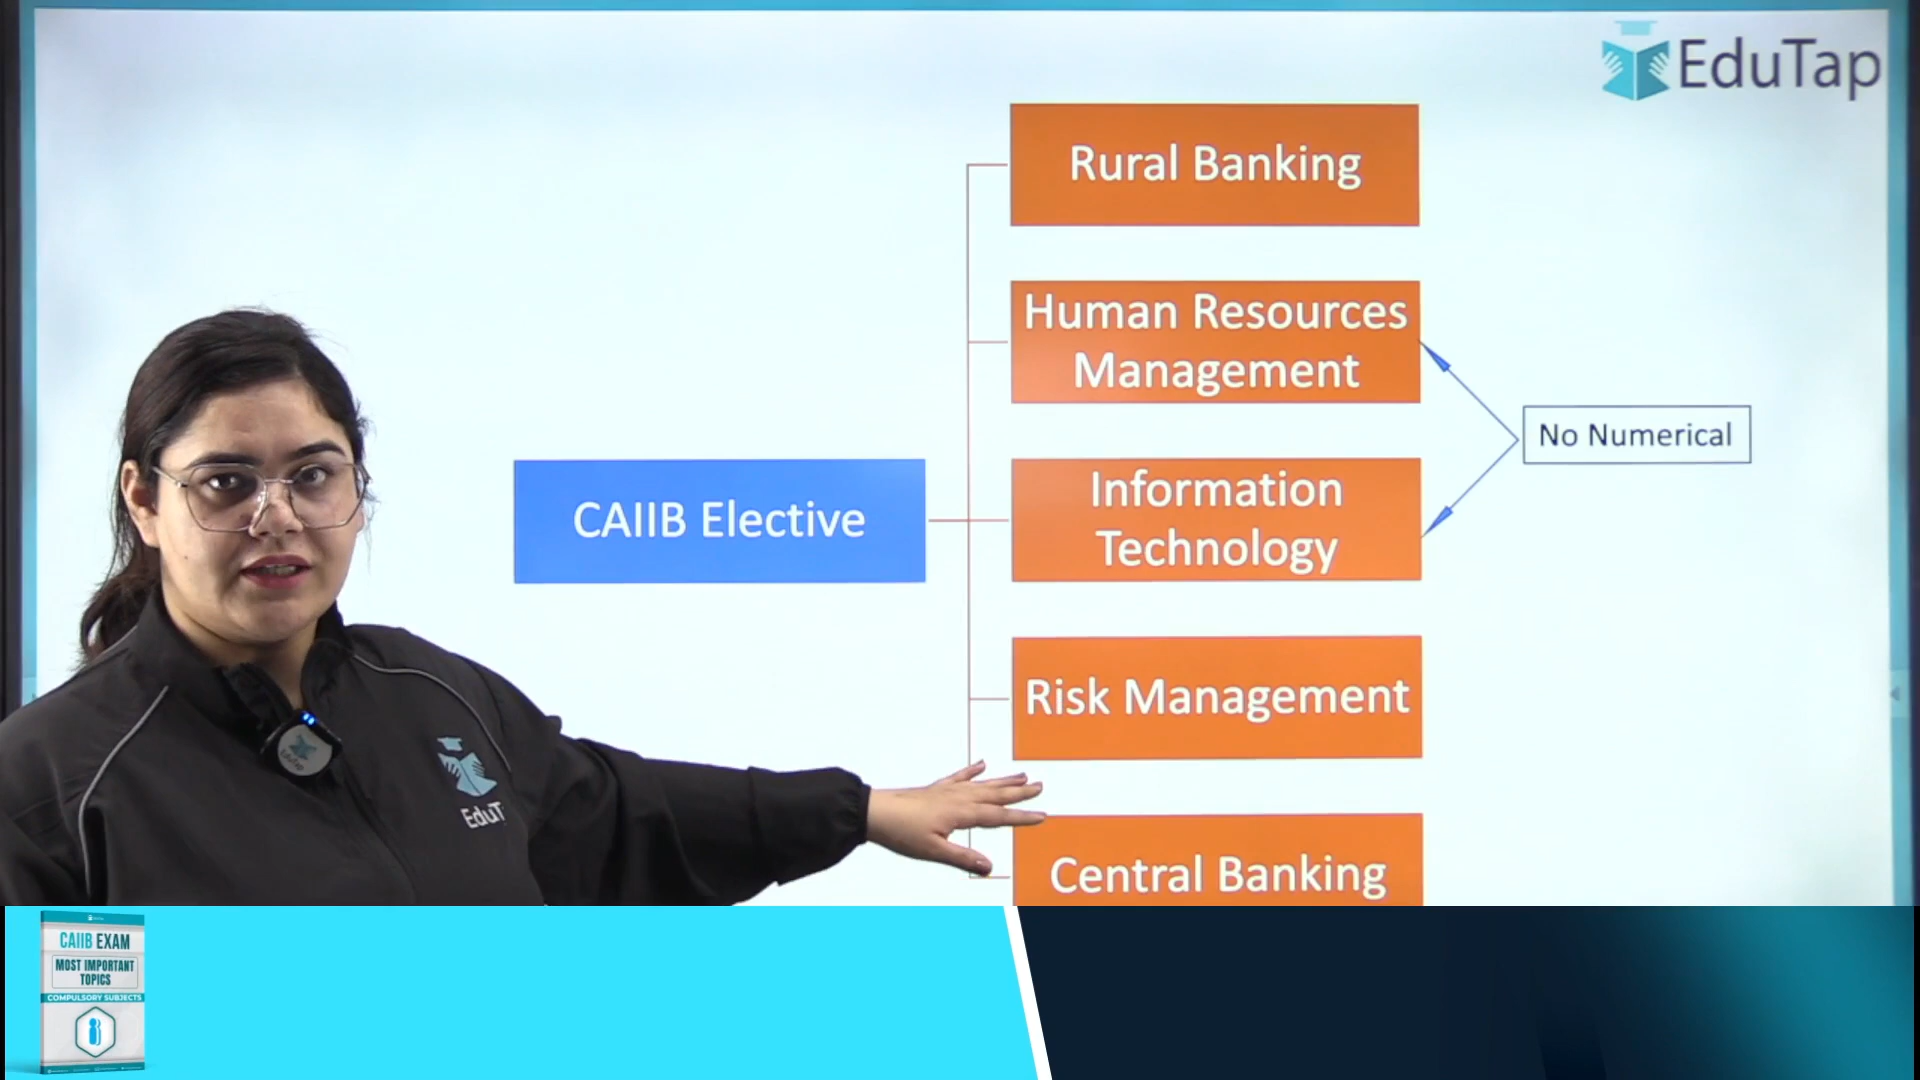 EduTap
Rural Banking
Human Resources
Management
No Numerical
CAIIB Elective
Information
Technology
Risk Management
Central Banking
EduT
CAIIB EXAM
MOST IMPORTANT
TOPICS
COMPULSORY SUBJECTS